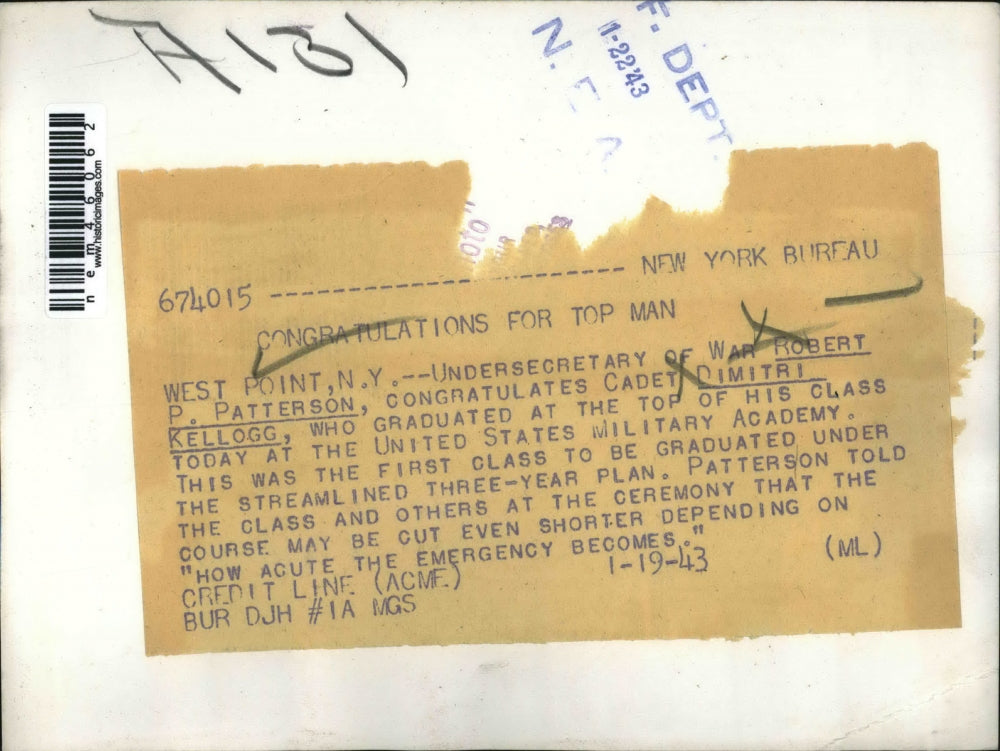 A131
F. DEPT.
1-22'43
N. E A
nem46062
www.historicimages.com
674015 -------------------------- NEW YORK BUREAU
CONGRATULATIONS FOR TOP MAN
WEST POINT,N.Y.--UNDERSECRETARY OF WAR ROBERT
P. PATTERSON, CONGRATULATES CADET DIMITRI
KELLOGG, WHO GRADUATED AT THE TOP OF HIS CLASS
TODAY AT THE UNITED STATES MILITARY ACADEMY.
THIS WAS THE FIRST CLASS TO BE GRADUATED UNDER
THE STREAMLINED THREE-YEAR PLAN. PATTERSON TOLD
THE CLASS AND OTHERS AT THE CEREMONY THAT THE
COURSE MAY BE CUT EVEN SHORTER DEPENDING ON
"HOW ACUTE THE EMERGENCY BECOMES."
CREDIT LINE (ACME) 1-19-43 (ML)
BUR DJH #1A MGS